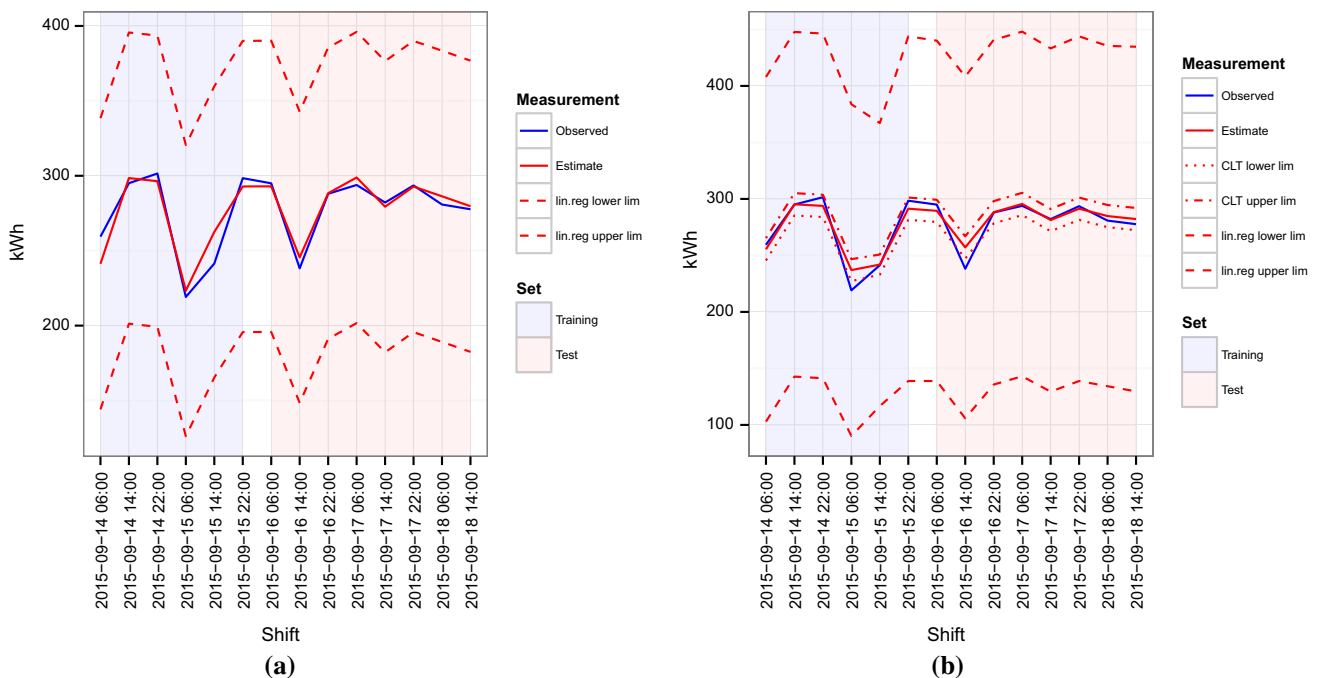 400
300
200
kWh
2015−09−14 06:00
2015−09−14 14:00
2015−09−14 22:00
2015−09−15 06:00
2015−09−15 14:00
2015−09−15 22:00
2015−09−16 06:00
2015−09−16 14:00
2015−09−16 22:00
2015−09−17 06:00
2015−09−17 14:00
2015−09−17 22:00
2015−09−18 06:00
2015−09−18 14:00
Shift
Measurement
Observed
Estimate
lin.reg lower lim
lin.reg upper lim
Set
Training
Test
(a)
400
300
200
100
kWh
2015−09−14 06:00
2015−09−14 14:00
2015−09−14 22:00
2015−09−15 06:00
2015−09−15 14:00
2015−09−15 22:00
2015−09−16 06:00
2015−09−16 14:00
2015−09−16 22:00
2015−09−17 06:00
2015−09−17 14:00
2015−09−17 22:00
2015−09−18 06:00
2015−09−18 14:00
Shift
Measurement
Observed
Estimate
CLT lower lim
CLT upper lim
lin.reg lower lim
lin.reg upper lim
Set
Training
Test
(b)